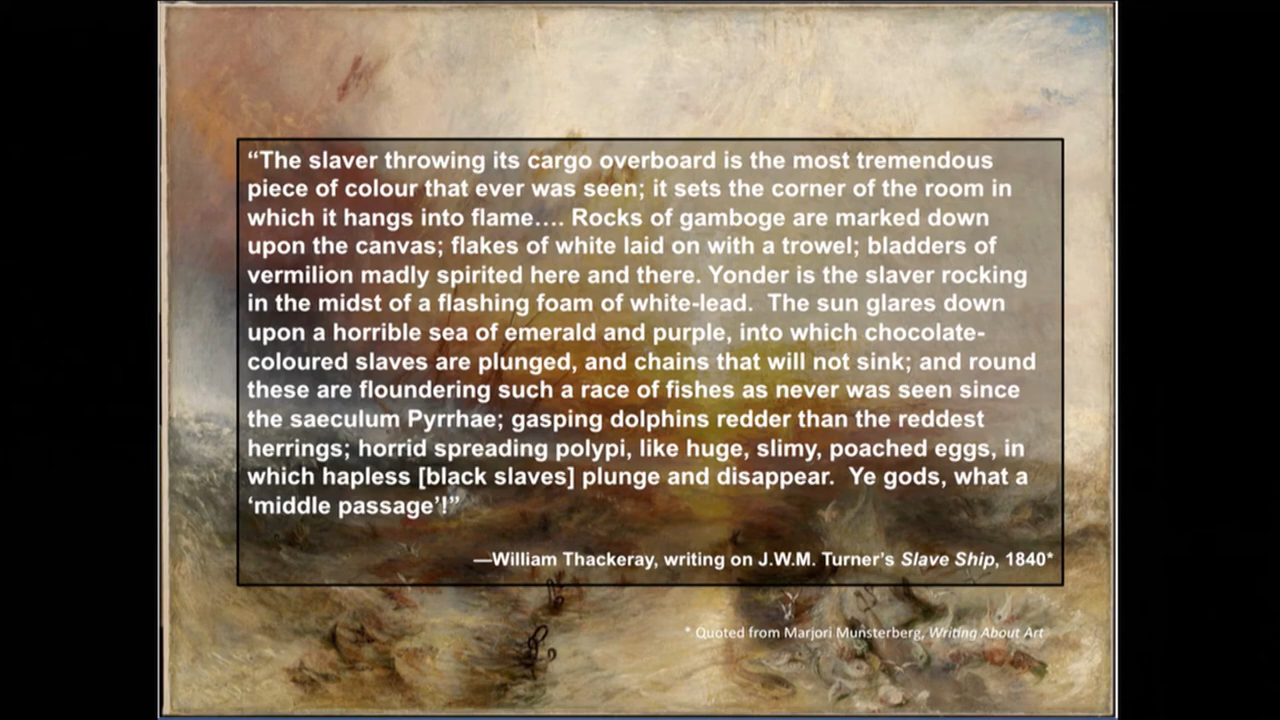 “The slaver throwing its cargo overboard is the most tremendous
piece of colour that ever was seen; it sets the corner of the room in
which it hangs into flame…. Rocks of gamboge are marked down
upon the canvas; flakes of white laid on with a trowel; bladders of
vermilion madly spirited here and there. Yonder is the slaver rocking
in the midst of a flashing foam of white-lead.  The sun glares down
upon a horrible sea of emerald and purple, into which chocolate-
coloured slaves are plunged, and chains that will not sink; and round
these are floundering such a race of fishes as never was seen since
the saeculum Pyrrhae; gasping dolphins redder than the reddest
herrings; horrid spreading polypi, like huge, slimy, poached eggs, in
which hapless [black slaves] plunge and disappear.  Ye gods, what a
‘middle passage’!”
—William Thackeray, writing on J.W.M. Turner’s Slave Ship, 1840*
* Quoted from Marjori Munsterberg, Writing About Art